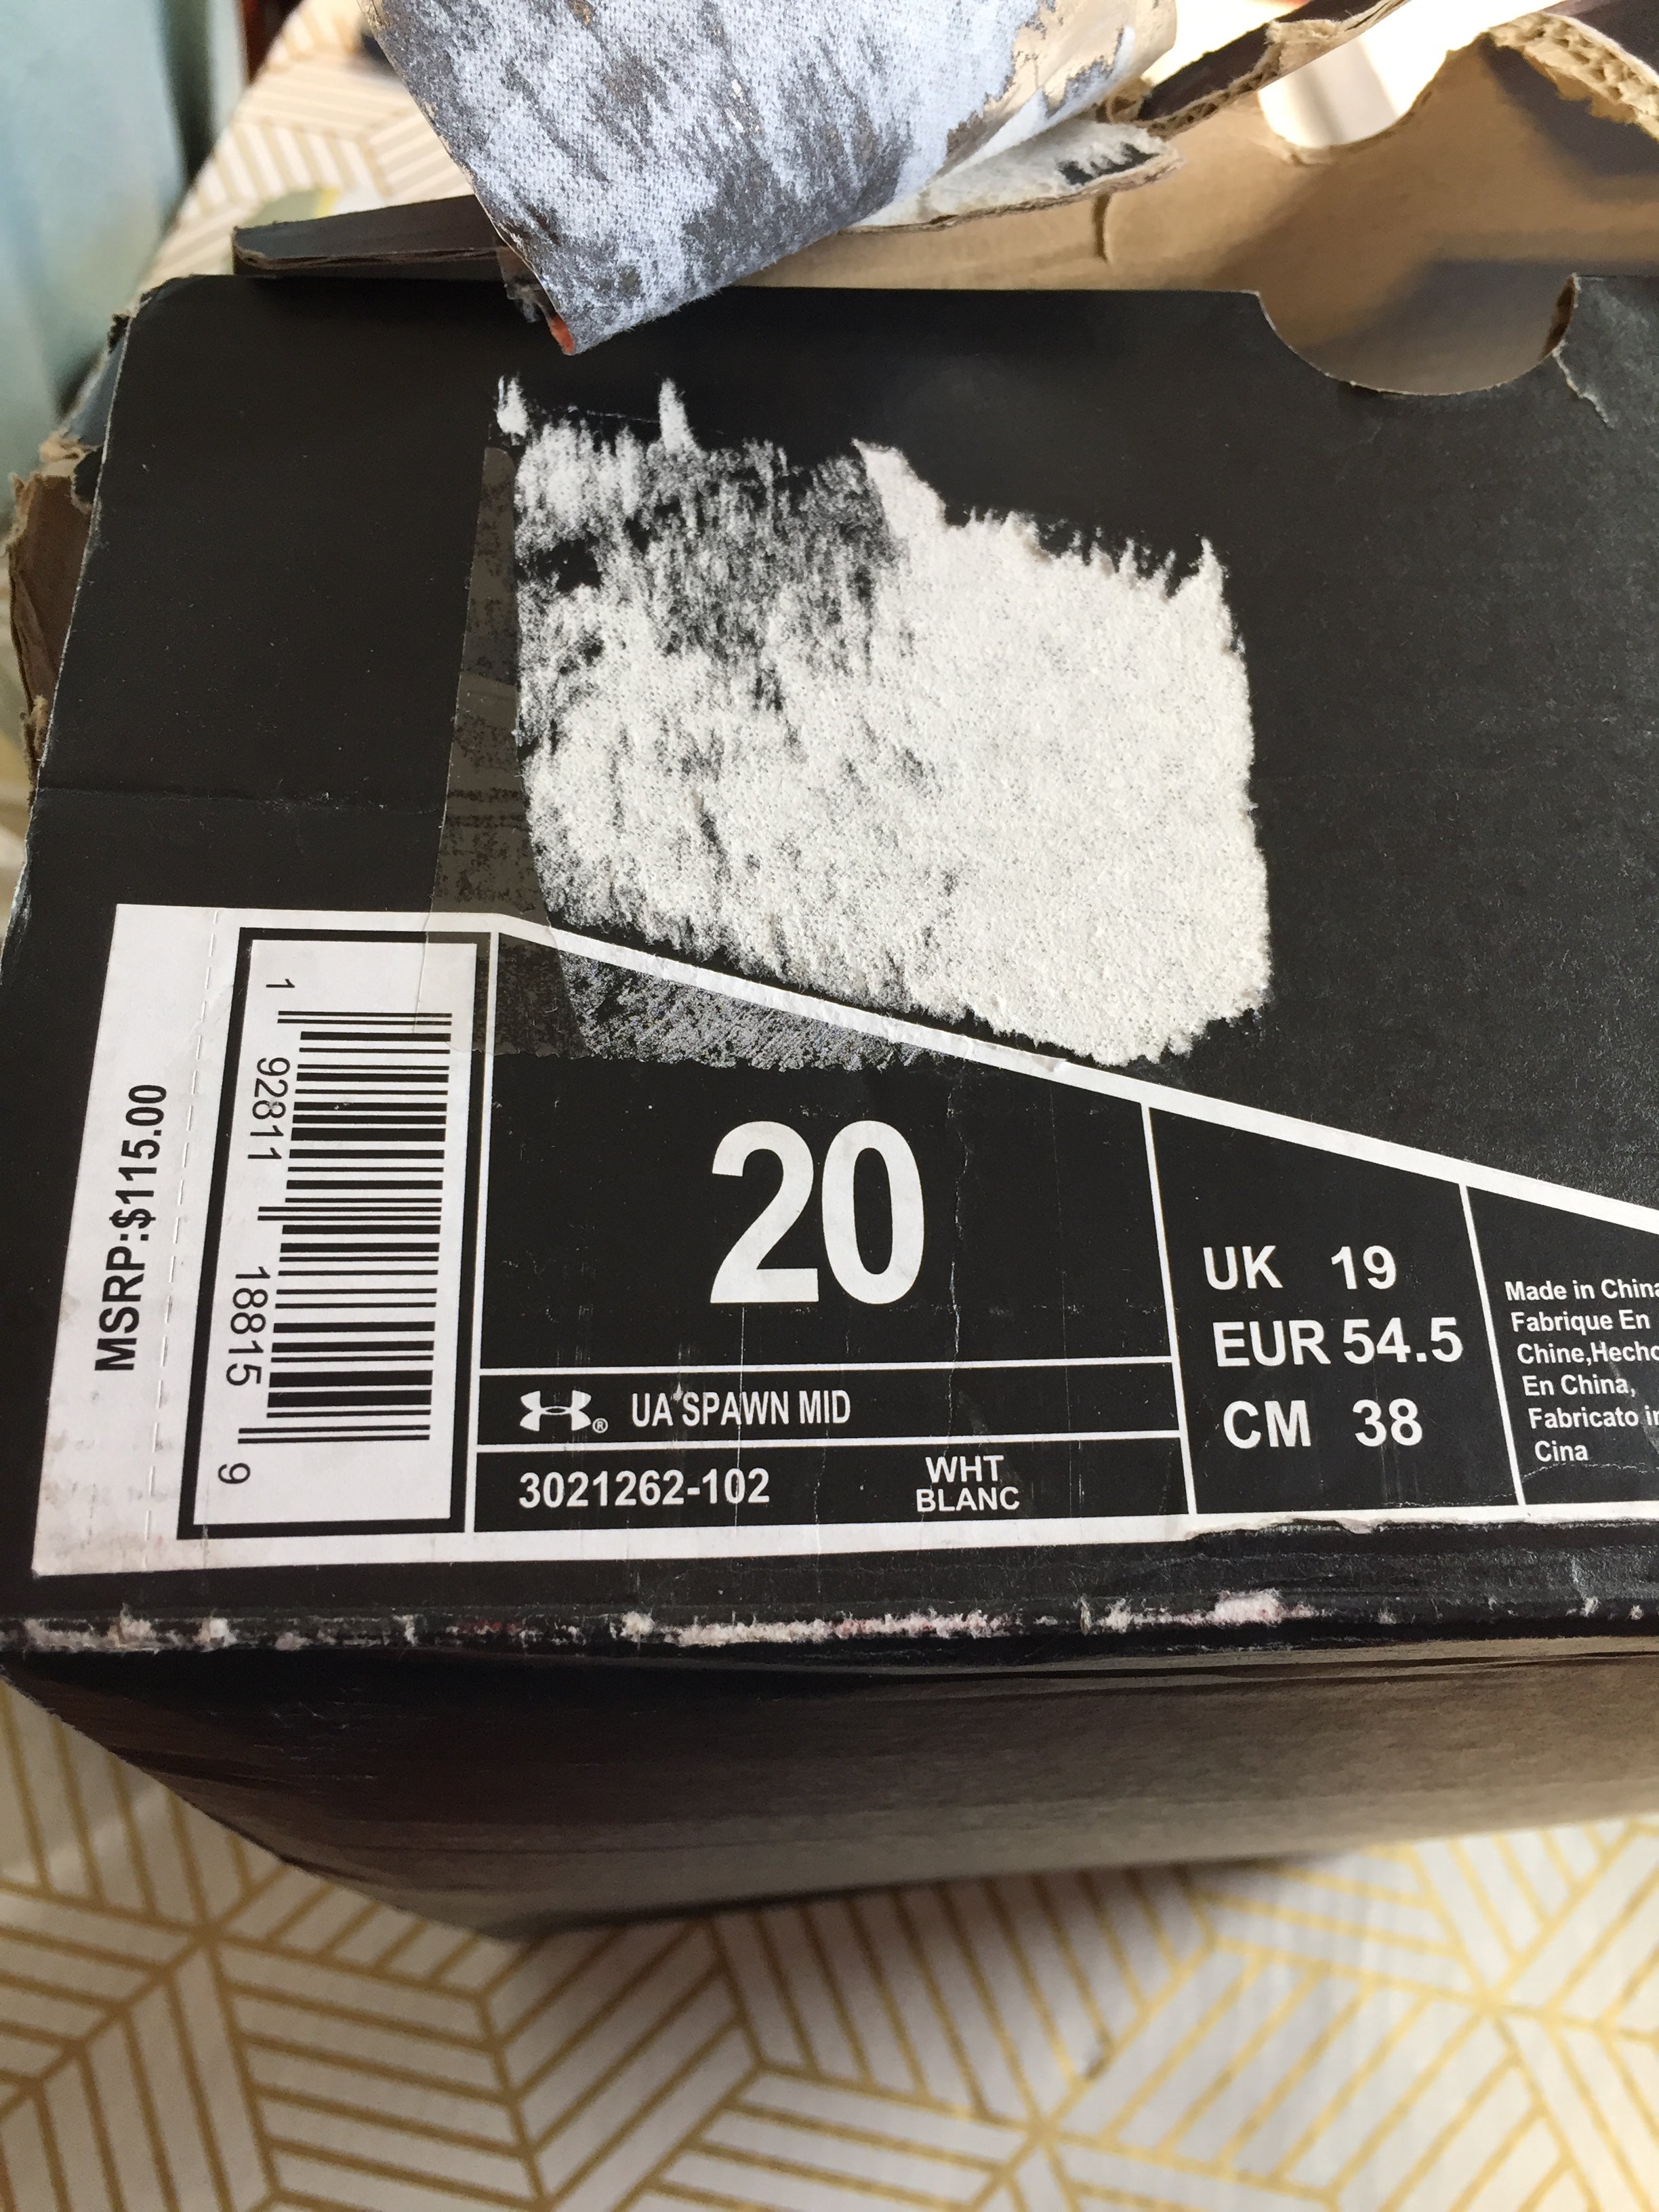 MSRP:$115.00
1 92811 18815 9
20
® UA SPAWN MID
3021262-102
WHT
BLANC
UK 19
EUR 54.5
CM 38
Made in China
Fabrique En
Chine,Hecho
En China,
Fabricato in
Cina